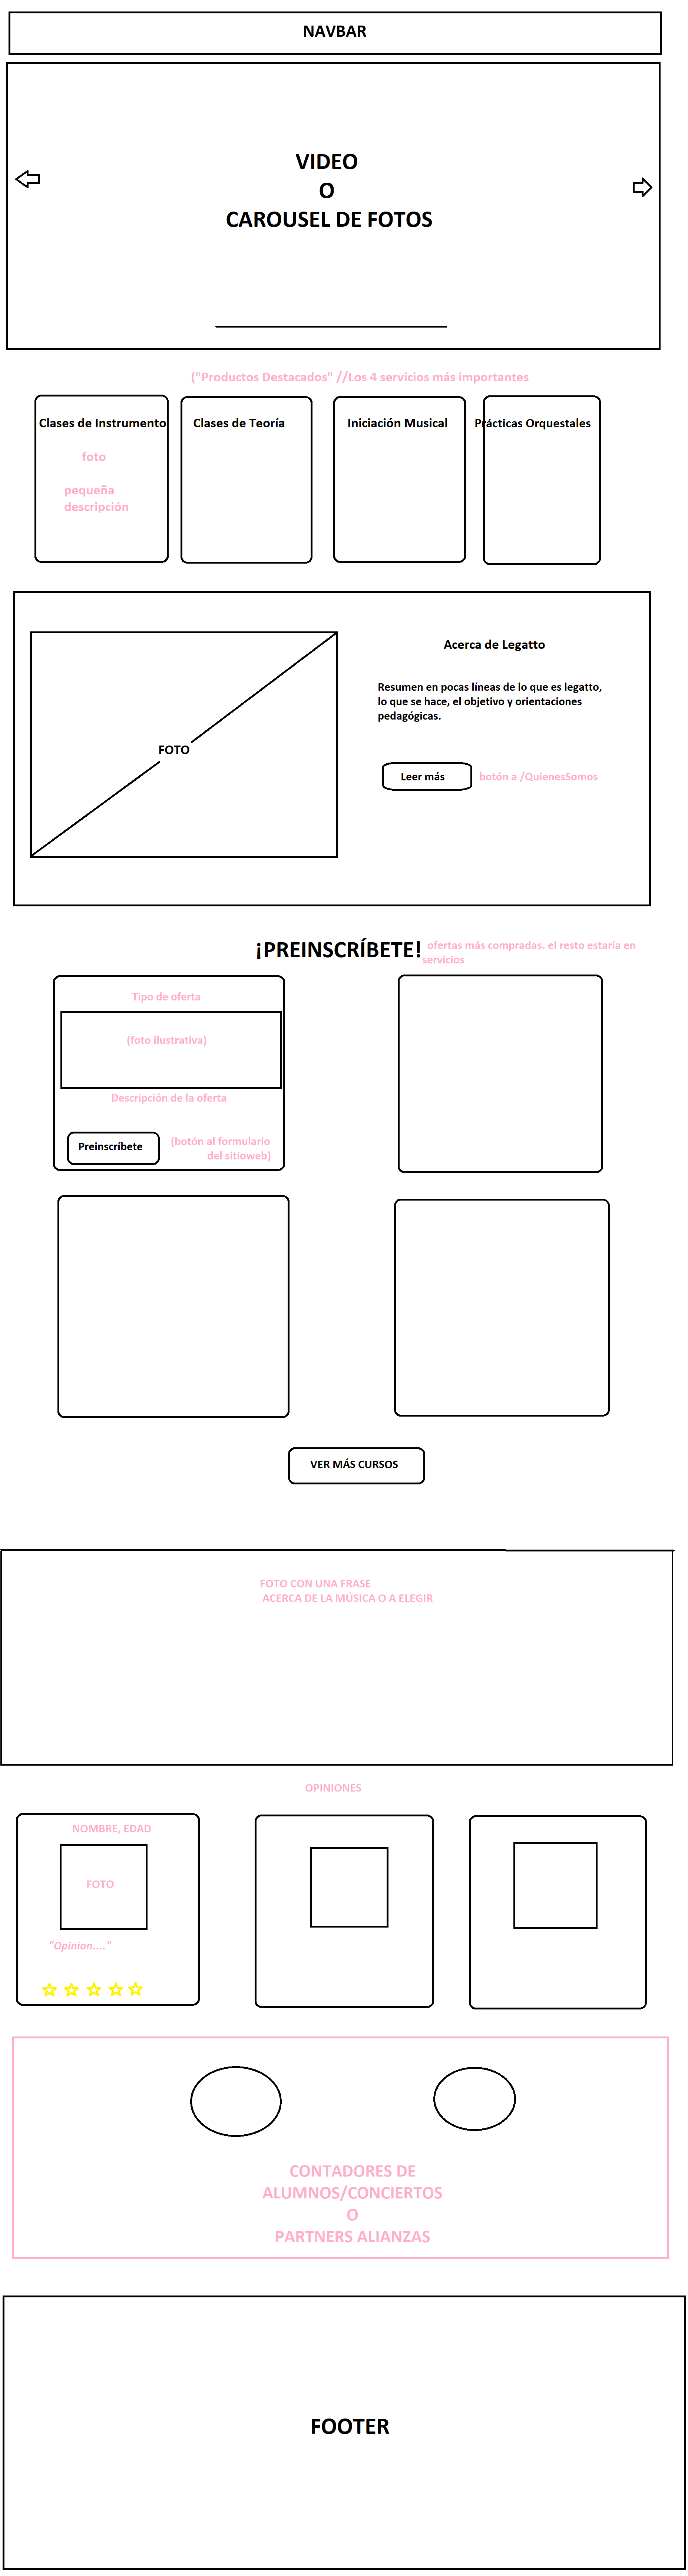 NAVBAR
VIDEO
O
CAROUSEL DE FOTOS
("Productos Destacados" //Los 4 servicios más importantes
Clases de Instrumento
foto
pequeña
descripción
Clases de Teoría
Iniciación Musical
Prácticas Orquestales
FOTO
Acerca de Legatto
Resumen en pocas líneas de lo que es legatto,
lo que se hace, el objetivo y orientaciones
pedagógicas.
Leer más
botón a /QuienesSomos
¡PREINSCRÍBETE!
ofertas más compradas. el resto estaría en
servicios
Tipo de oferta
(foto ilustrativa)
Descripción de la oferta
Preinscríbete
(botón al formulario
del sitioweb)
VER MÁS CURSOS
FOTO CON UNA FRASE
ACERCA DE LA MÚSICA O A ELEGIR
OPINIONES
NOMBRE, EDAD
FOTO
"Opinion...."
CONTADORES DE
ALUMNOS/CONCIERTOS
O
PARTNERS ALIANZAS
FOOTER